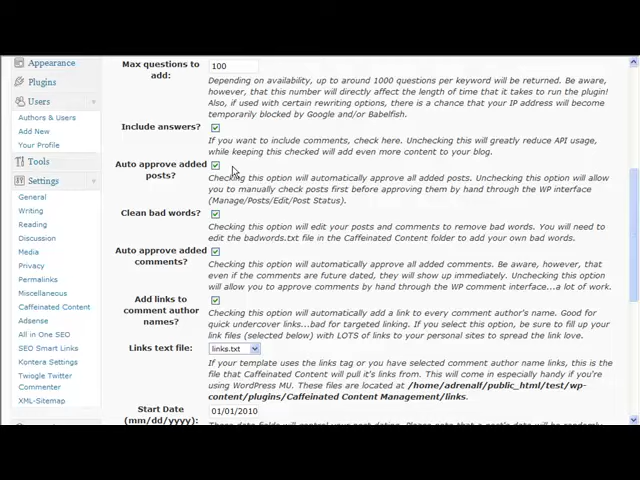 Appearance
Plugins
Users
Authors & Users
Add New
Your Profile
Tools
Settings
General
Writing
Reading
Discussion
Media
Privacy
Permalinks
Miscellaneous
Caffeinated Content
Adsense
All in One SEO
SEO Smart Links
Kontera Settings
Twogle Twitter
Commenter
XML-Sitemap
Max questions to
add:
100
Depending on availability, up to around 1000 questions per keyword will be returned. Be aware,
however, that this number will directly affect the length of time that it takes to run the plugin!
Also, if used with certain rewriting options, there is a chance that your IP address will become
temporarily blocked by Google and/or Babelfish.
Include answers?
If you want to include comments, check here. Unchecking this will greatly reduce API usage,
while keeping this checked will add even more content to your blog.
Auto approve added
posts?
Checking this option will automatically approve all added posts. Unchecking this option will allow
you to manually check posts first before approving them by hand through the WP interface
(Manage/Posts/Edit/Post Status).
Clean bad words?
Checking this option will edit your posts and comments to remove bad words. You will need to
edit the badwords.txt file in the Caffeinated Content folder to add your own bad words.
Auto approve added
comments?
Checking this option will automatically approve all added comments. Be aware, however, that
even if the comments are future dated, they will show up immediately. Unchecking this option
will allow you to approve comments by hand through the WP comment interface...a lot of work.
Add links to
comment author
names?
Checking this option will automatically add a link to every comment author's name. Good for
quick undercover links...bad for targeted linking. If you select this option, be sure to fill up your
link files (selected below) with LOTS of links to your personal sites to spread the link love.
Links text file:
links.txt
If your template uses the links tag or you have selected comment author name links, this is the
file that Caffeinated Content will pull it's links from. This will come in especially handy if you're
using WordPress MU. These files are located at /home/adrenalf/public_html/test/wp-
content/plugins/Caffeinated Content Management/links.
Start Date
(mm/dd/yyyy):
01/01/2010